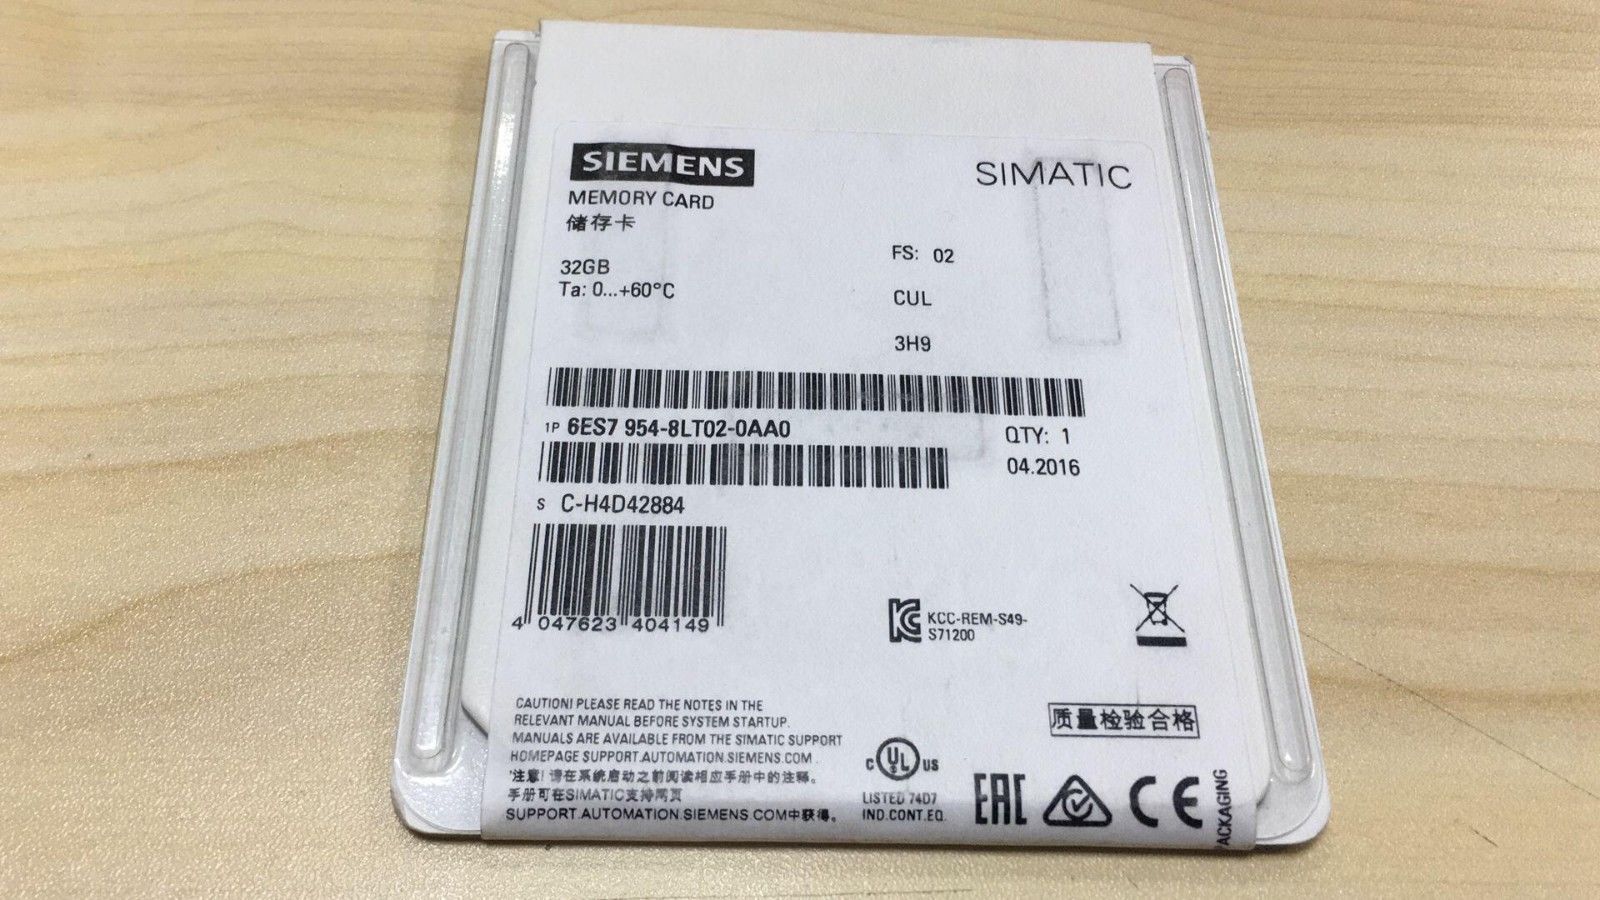 SIEMENS
SIMATIC
MEMORY CARD
储存卡
32GB
Ta: 0...+60°C
FS: 02
CUL
3H9
1P 6ES7 954-8LT02-0AA0
QTY: 1
04.2016
S C-H4D42884
4 047623 404149
KCC-REM-S49-
S71200
CAUTION! PLEASE READ THE NOTES IN THE
RELEVANT MANUAL BEFORE SYSTEM STARTUP.
MANUALS ARE AVAILABLE FROM THE SIMATIC SUPPORT
HOMEPAGE SUPPORT.AUTOMATION.SIEMENS.COM.
注意! 请在系统启动之前阅读相应手册中的注释。
手册可在SIMATIC支持网页
SUPPORT.AUTOMATION.SIEMENS.COM中获得。
质量检验合格
C UL US
LISTED 74D7
IND.CONT.EQ.
EAC
CE
PACKAGING